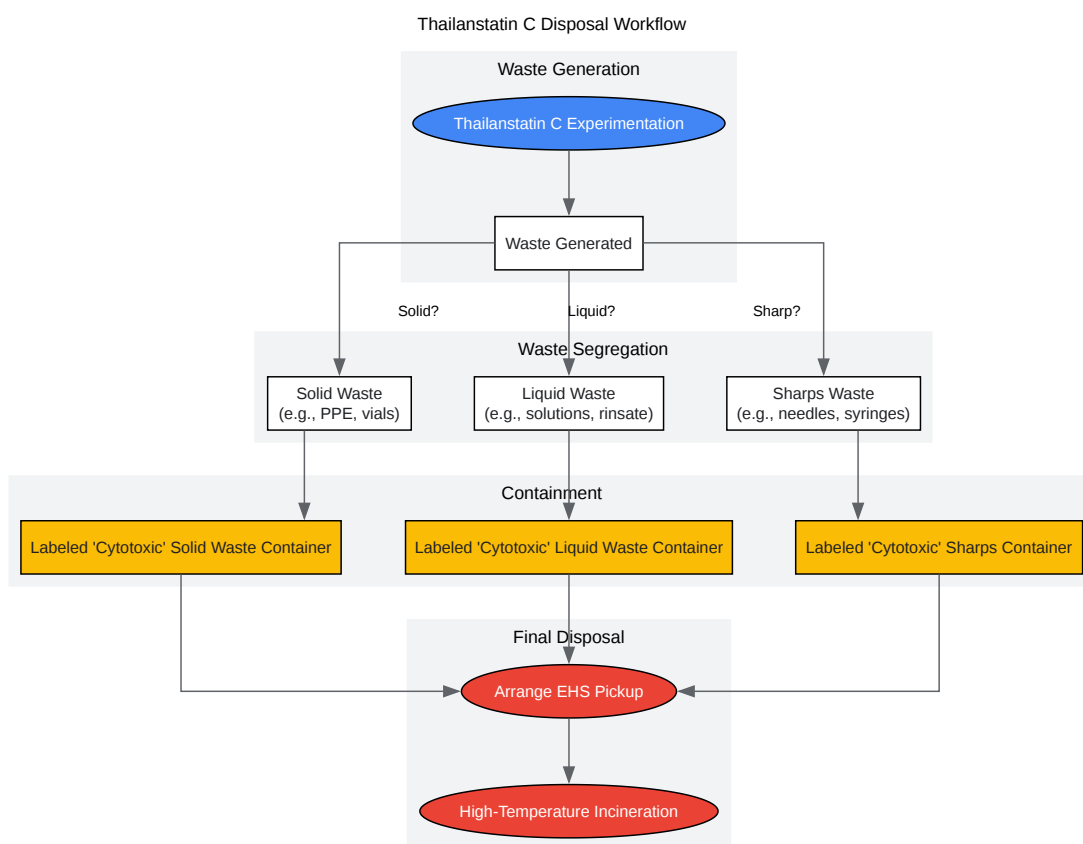 Thailanstatin C Disposal Workflow
Waste Generation
Thailanstatin C Experimentation
Waste Generated
Solid?
Liquid?
Sharp?
Waste Segregation
Solid Waste
(e.g., PPE, vials)
Liquid Waste
(e.g., solutions, rinsate)
Sharps Waste
(e.g., needles, syringes)
Containment
Labeled 'Cytotoxic' Solid Waste Container
Labeled 'Cytotoxic' Liquid Waste Container
Labeled 'Cytotoxic' Sharps Container
Final Disposal
Arrange EHS Pickup
High-Temperature Incineration